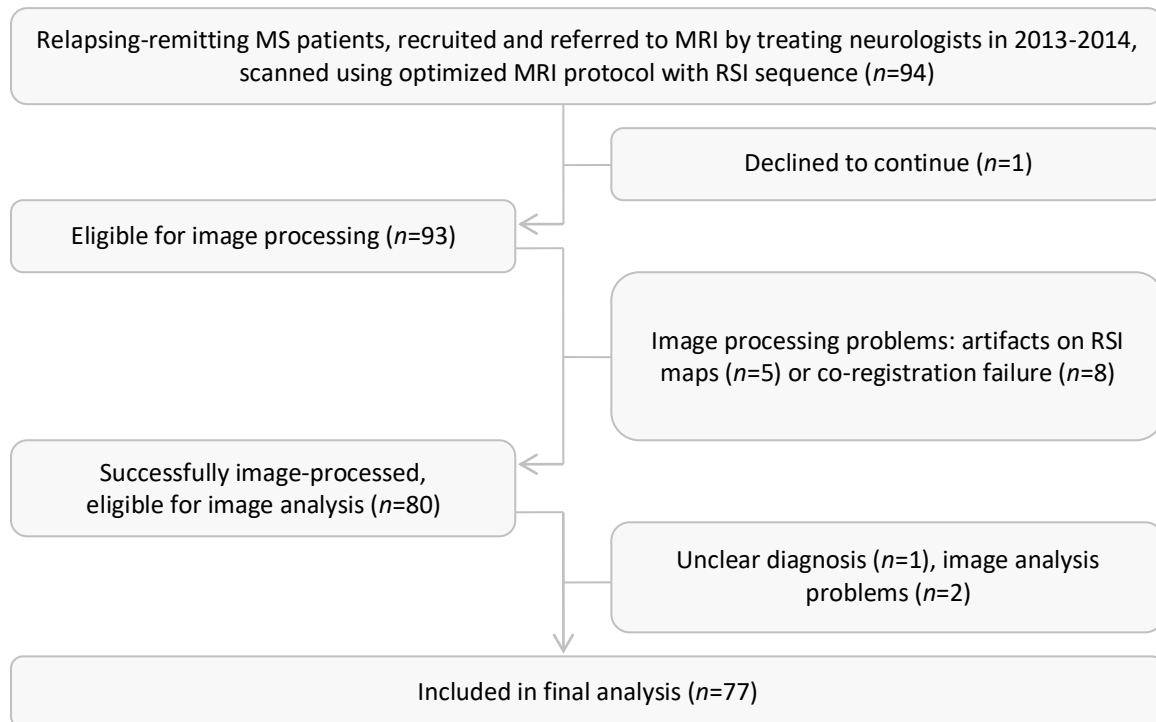 Relapsing-remitting MS patients, recruited and referred to MRI by treating neurologists in 2013-2014,
scanned using optimized MRI protocol with RSI sequence (n=94)
Declined to continue (n=1)
Eligible for image processing (n=93)
Image processing problems: artifacts on RSI
maps (n=5) or co-registration failure (n=8)
Successfully image-processed,
eligible for image analysis (n=80)
Unclear diagnosis (n=1), image analysis
problems (n=2)
Included in final analysis (n=77)